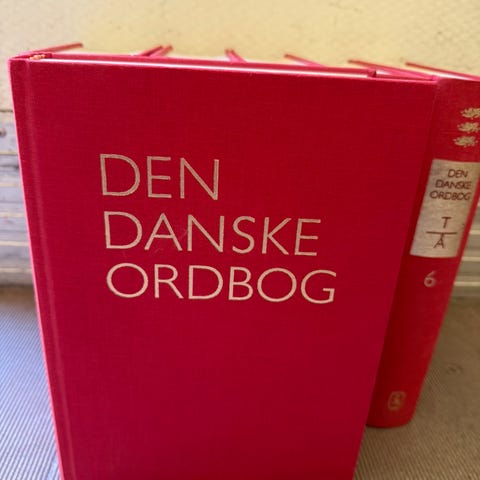 DEN
DANSKE
ORDBOG
DEN
DANSKE
ORDBOG
T
Å
6